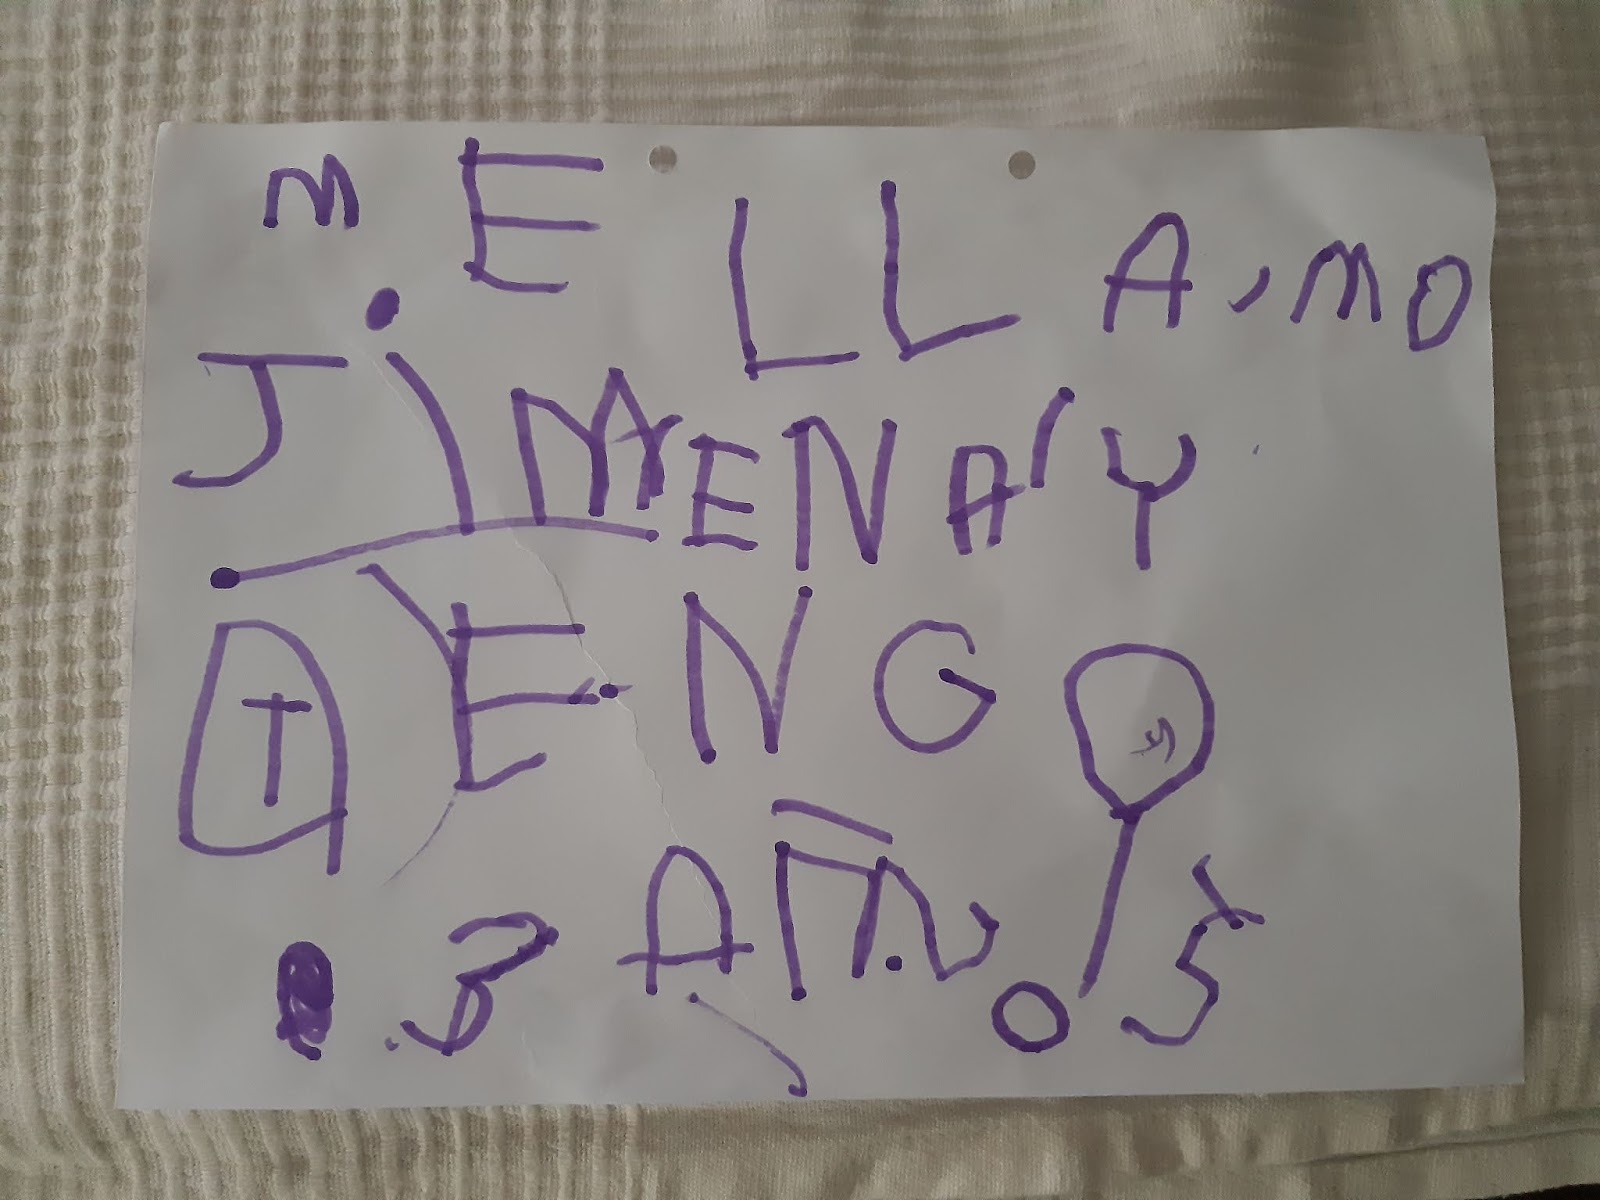 ME LLAMO
JIMENA Y
TENGO
3 AÑOS